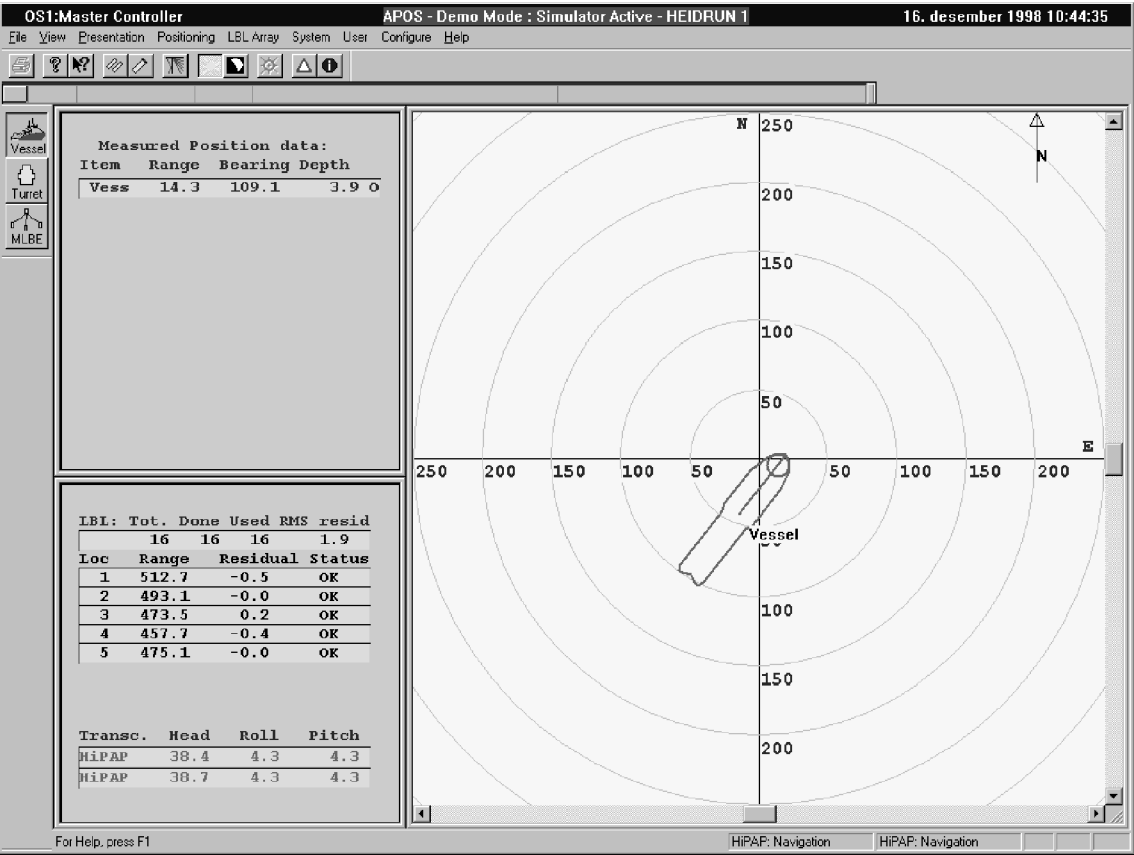 OS1:Master Controller APOS - Demo Mode : Simulator Active - HEIDRUN 1 16. desember 1998 10:44:35
File View Presentation Positioning LBL Array System User Configure Help
Vessel
Turret
MLBE
Measured Position data:
Item Range Bearing Depth
Vess 14.3 109.1 3.9 O
LBL: Tot. Done Used RMS resid
16 16 16 1.9
Loc Range Residual Status
1 512.7 -0.5 OK
2 493.1 -0.0 OK
3 473.5 0.2 OK
4 457.7 -0.4 OK
5 475.1 -0.0 OK
Transc. Head Roll Pitch
HiPAP 38.4 4.3 4.3
HiPAP 38.7 4.3 4.3
N 250
N
200
150
100
50
E
250 200 150 100 50 50 100 150 200
Vessel
100
150
200
For Help, press F1 HiPAP: Navigation HiPAP: Navigation